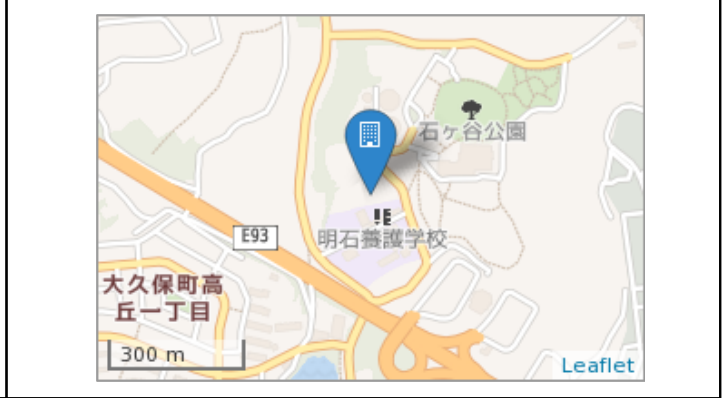 石ヶ谷公園
E93
明石養護学校
大久保町高
丘一丁目
300 m
Leaflet